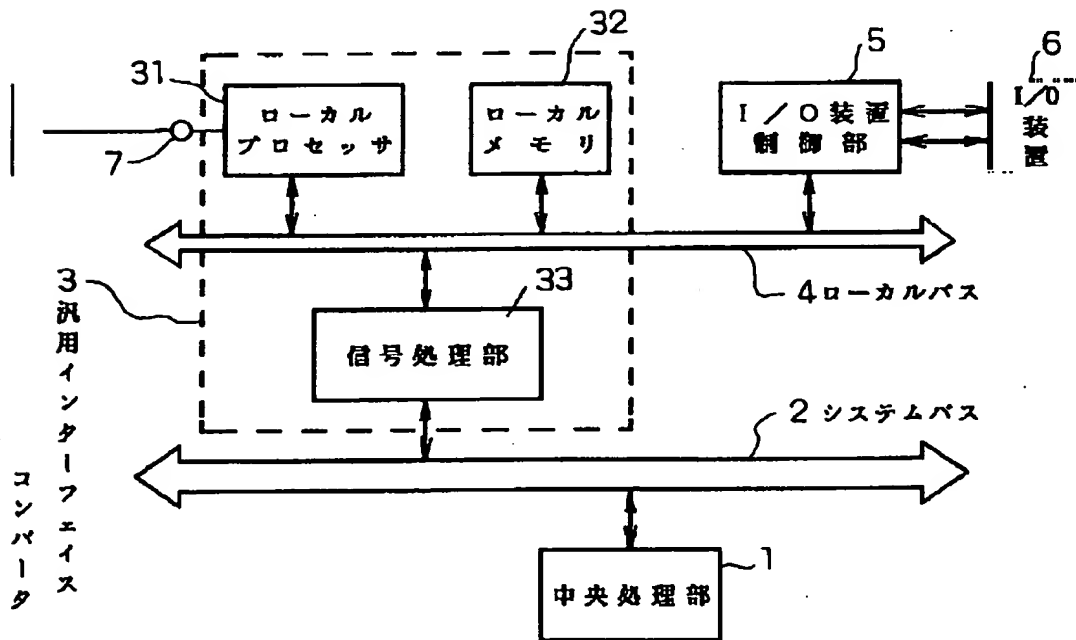 32
31
5
6
ローカル
プロセッサ
ローカル
メモリ
I/O装置
制御部
I/O
装置
7
3
汎用インターフェイス
コンバータ
33
4ローカルバス
信号処理部
2 システムバス
1
中央処理部